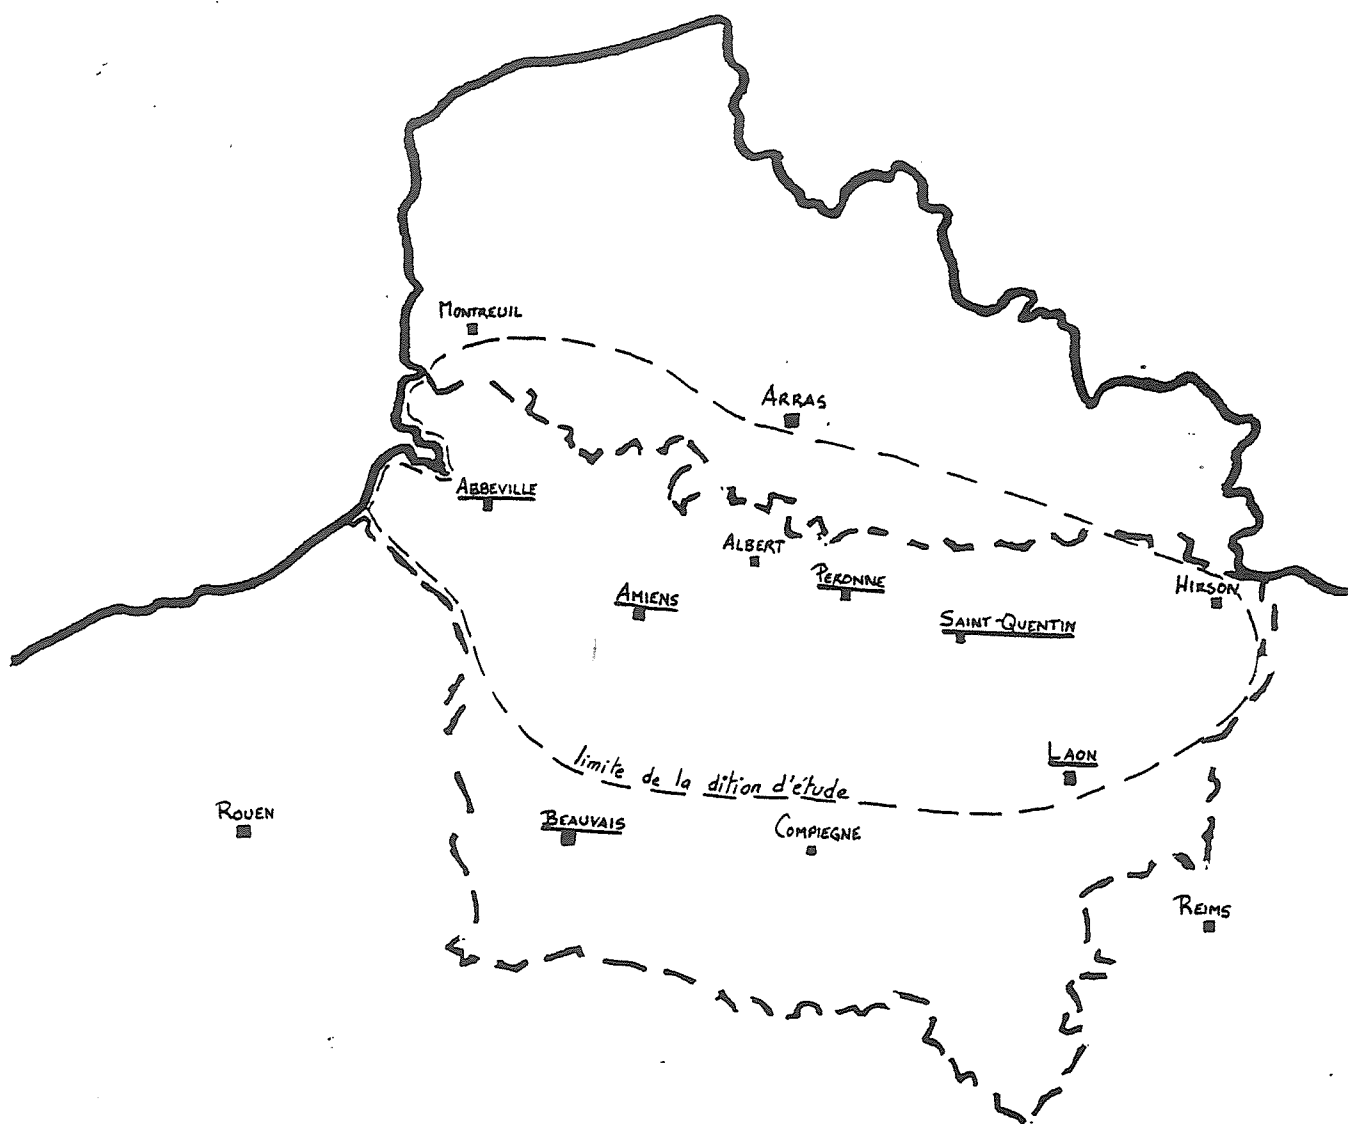 MONTREUIL
ARRAS
ABBEVILLE
ALBERT
PERONNE
HIRSON
AMIENS
SAINT-QUENTIN
LAON
limite de la dition d'étude
ROUEN
BEAUVAIS
COMPIEGNE
REIMS